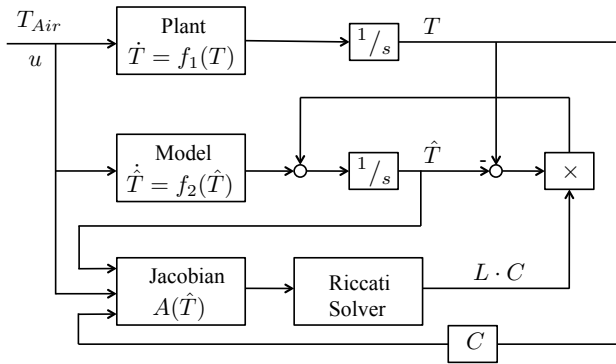 T_{Air}
u
Plant
\dot{T} = f_1(T)
1/s
T
Model
\dot{\hat{T}} = f_2(\hat{T})
1/s
\hat{T}
-
×
Jacobian
A(\hat{T})
Riccati
Solver
L · C
C